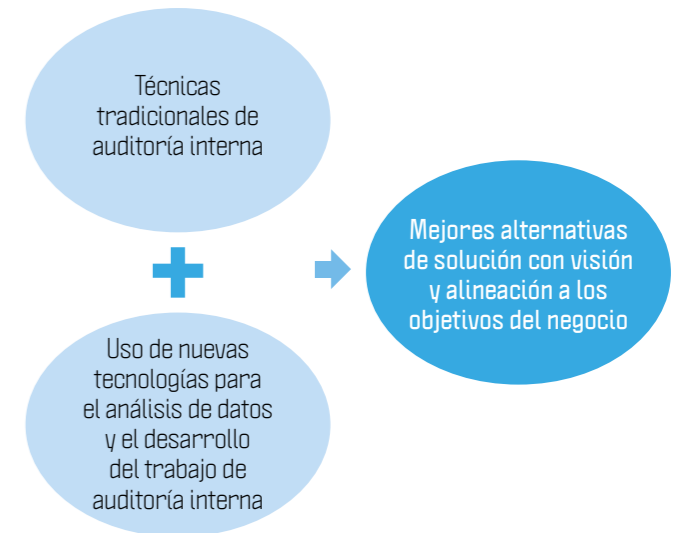 Técnicas
tradicionales de
auditoría interna
Uso de nuevas
tecnologías para
el análisis de datos
y el desarrollo
del trabajo de
auditoría interna
Mejores alternativas
de solución con visión
y alineación a los
objetivos del negocio